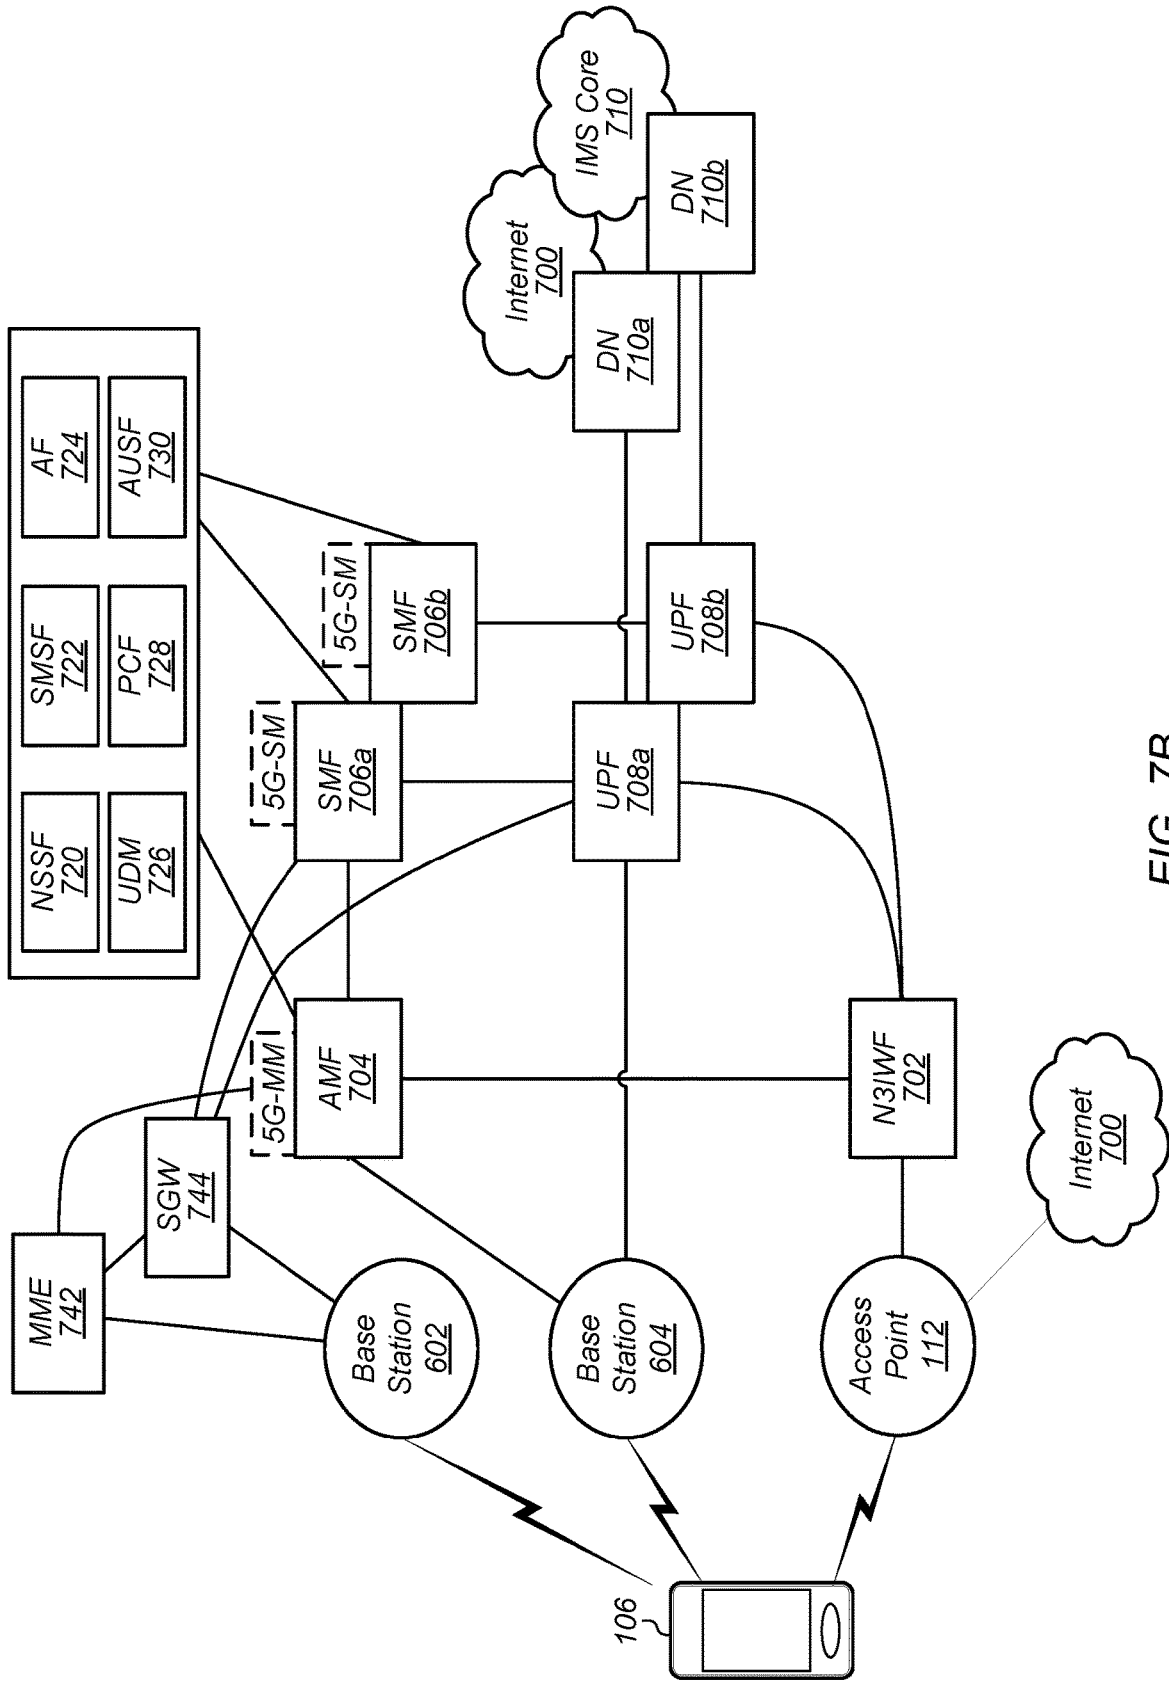 MME
742
SGW
744
NSSF
720
SMSF
722
AF
724
UDM
726
PCF
728
AUSF
730
5G-MM
AMF
704
5G-SM
SMF
706a
5G-SM
SMF
706b
Base
Station
602
Base
Station
604
UPF
708a
UPF
708b
DN
710a
DN
710b
Internet
700
IMS Core
710
106
Access
Point
112
N3IWF
702
Internet
700
FIG. 7B